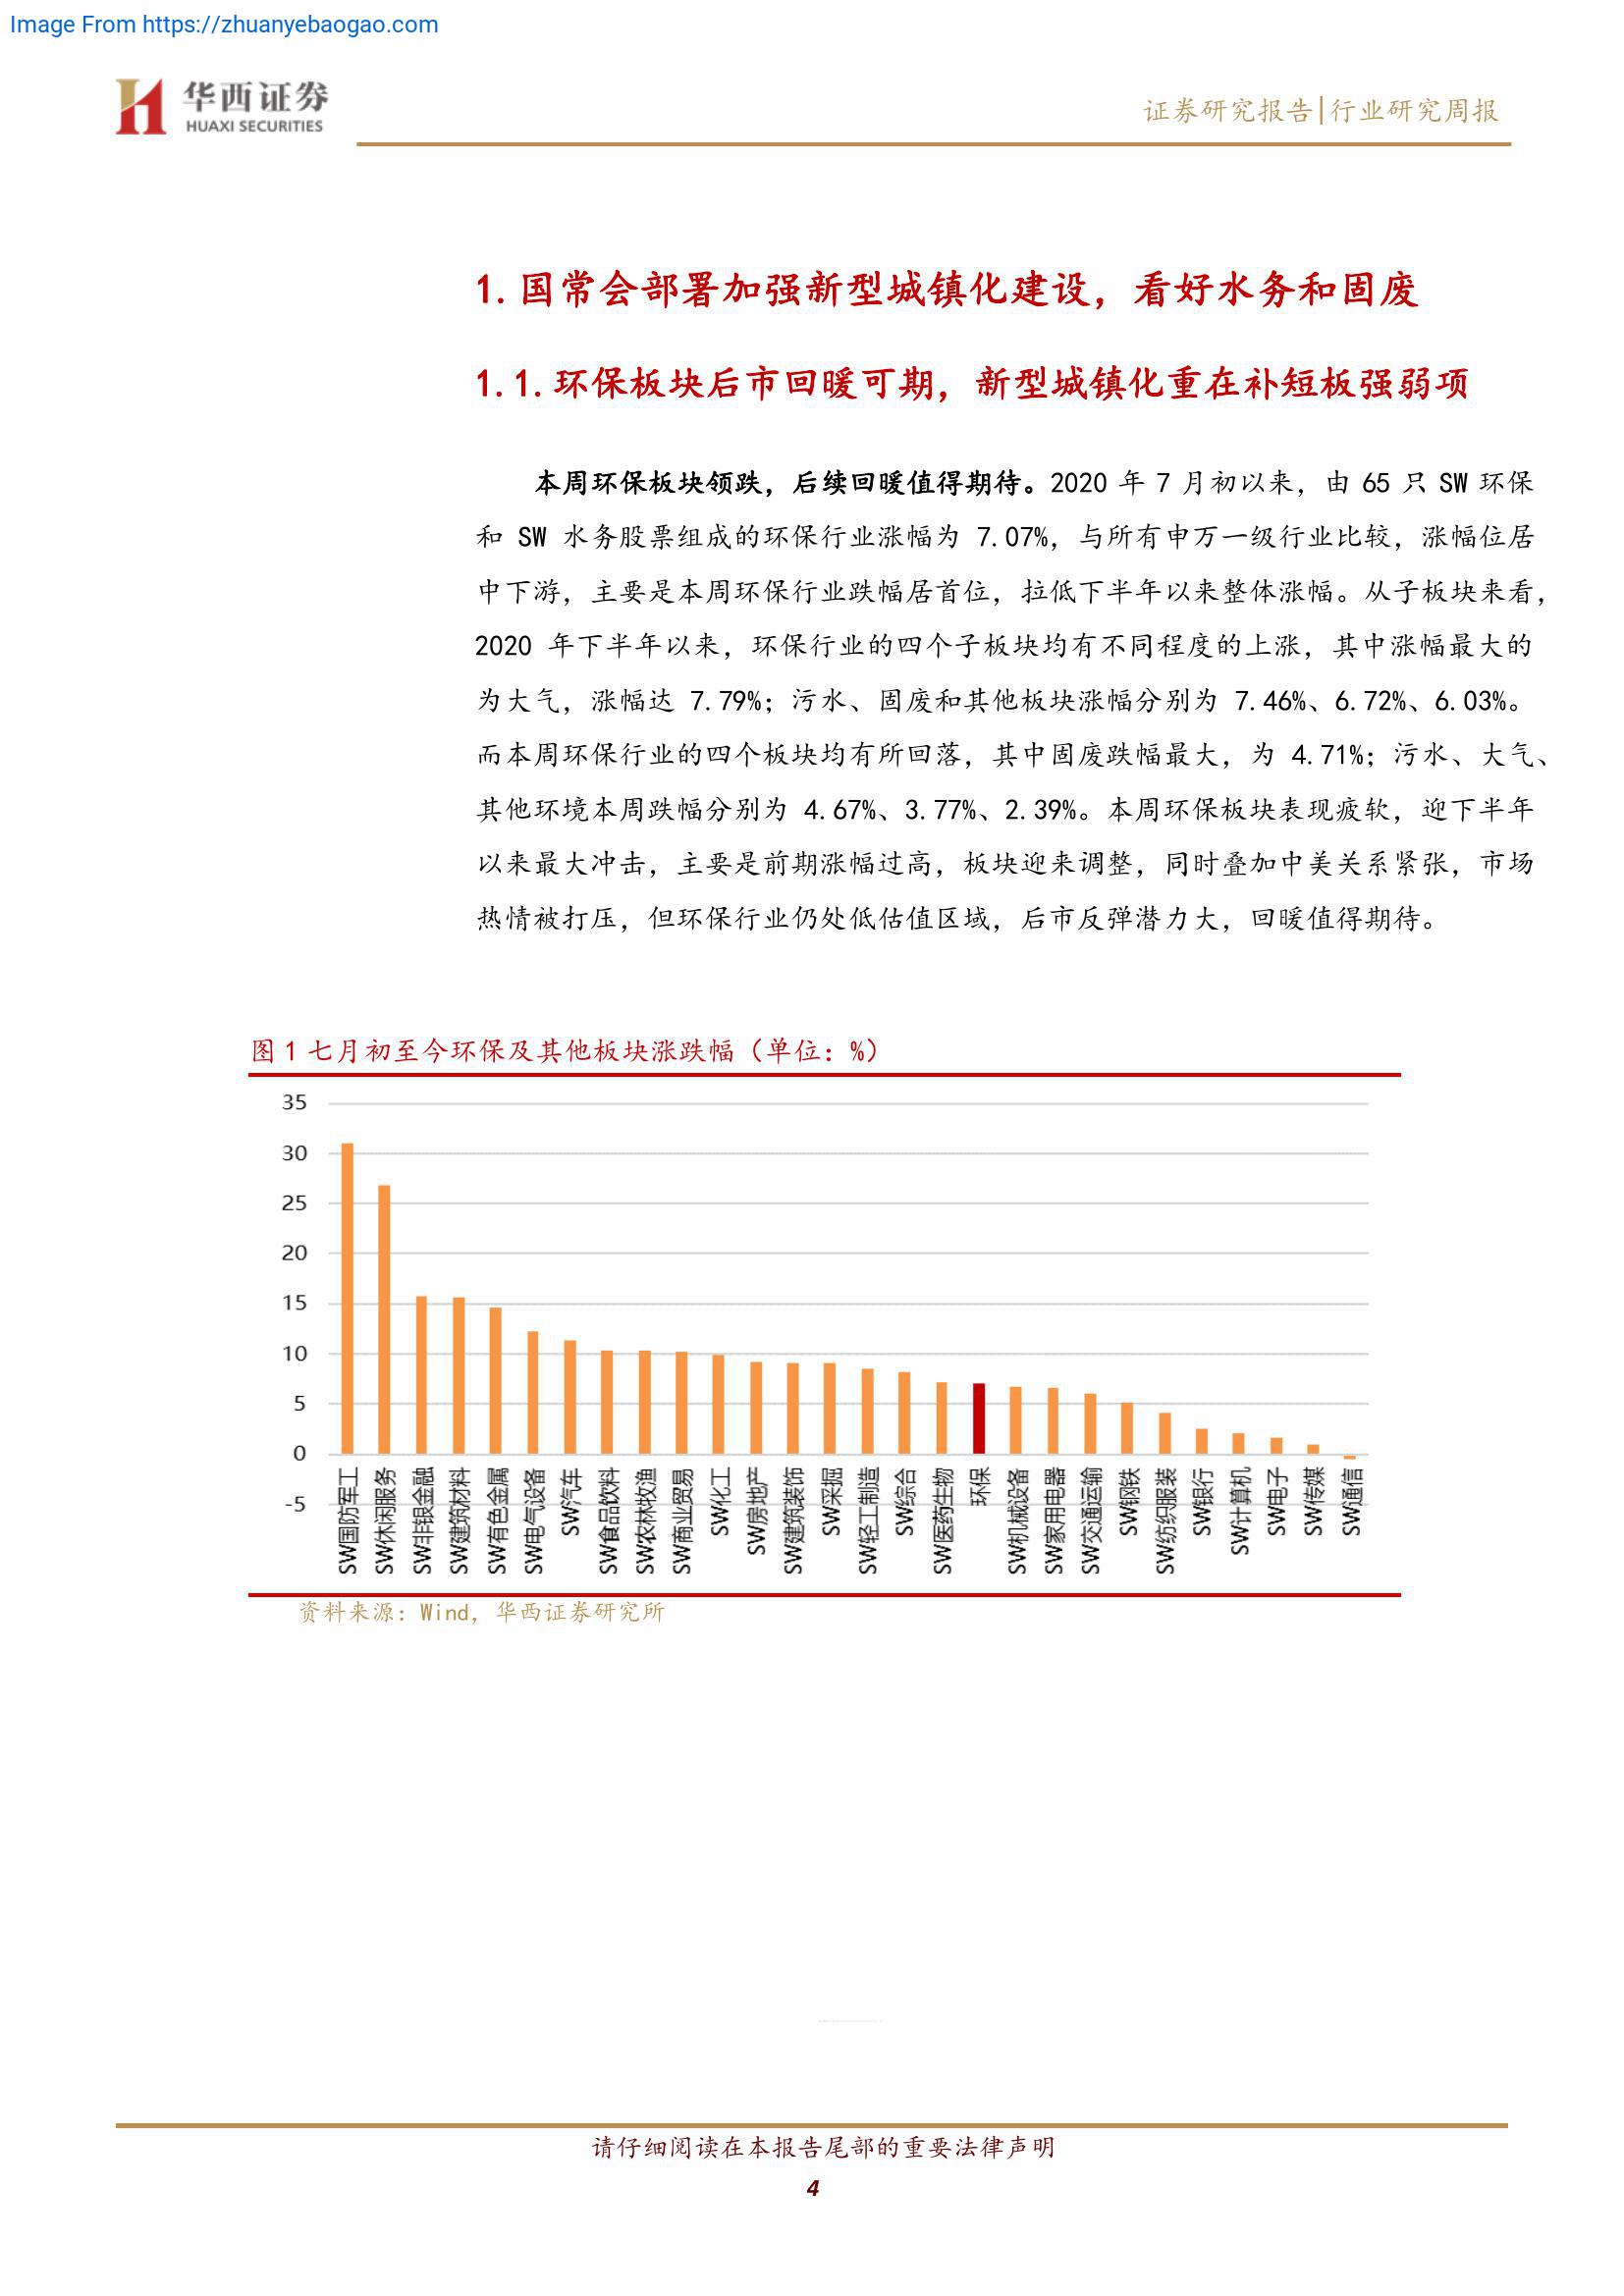 Image From https://zhuanyebaogao.com
华西证券
HUAXI SECURITIES
证券研究报告|行业研究周报
1.国常会部署加强新型城镇化建设，看好水务和固废
1.1.环保板块后市回暖可期，新型城镇化重在补短板强弱项
本周环保板块领跌，后续回暖值得期待。2020 年 7 月初以来，由 65 只 SW 环保
和 SW 水务股票组成的环保行业涨幅为 7.07%，与所有申万一级行业比较，涨幅位居
中下游，主要是本周环保行业跌幅居首位，拉低下半年以来整体涨幅。从子板块来看，
2020 年下半年以来，环保行业的四个子板块均有不同程度的上涨，其中涨幅最大的
为大气，涨幅达 7.79%；污水、固废和其他板块涨幅分别为 7.46%、6.72%、6.03%。
而本周环保行业的四个板块均有所回落，其中固废跌幅最大，为 4.71%；污水、大气、
其他环境本周跌幅分别为 4.67%、3.77%、2.39%。本周环保板块表现疲软，迎下半年
以来最大冲击，主要是前期涨幅过高，板块迎来调整，同时叠加中美关系紧张，市场
热情被打压，但环保行业仍处低估值区域，后市反弹潜力大，回暖值得期待。
图 1 七月初至今环保及其他板块涨跌幅（单位：%）
35
30
25
20
15
10
5
0
-5
SW国防军工
SW休闲服务
SW非银金融
SW建筑材料
SW有色金属
SW电气设备
SW汽车
SW食品饮料
SW农林牧渔
SW商业贸易
SW化工
SW房地产
SW建筑装饰
SW采掘
SW轻工制造
SW综合
SW医药生物
环保
SW机械设备
SW家用电器
SW交通运输
SW钢铁
SW纺织服装
SW银行
SW计算机
SW电子
SW传媒
SW通信
资料来源：Wind，华西证券研究所
请仔细阅读在本报告尾部的重要法律声明
4